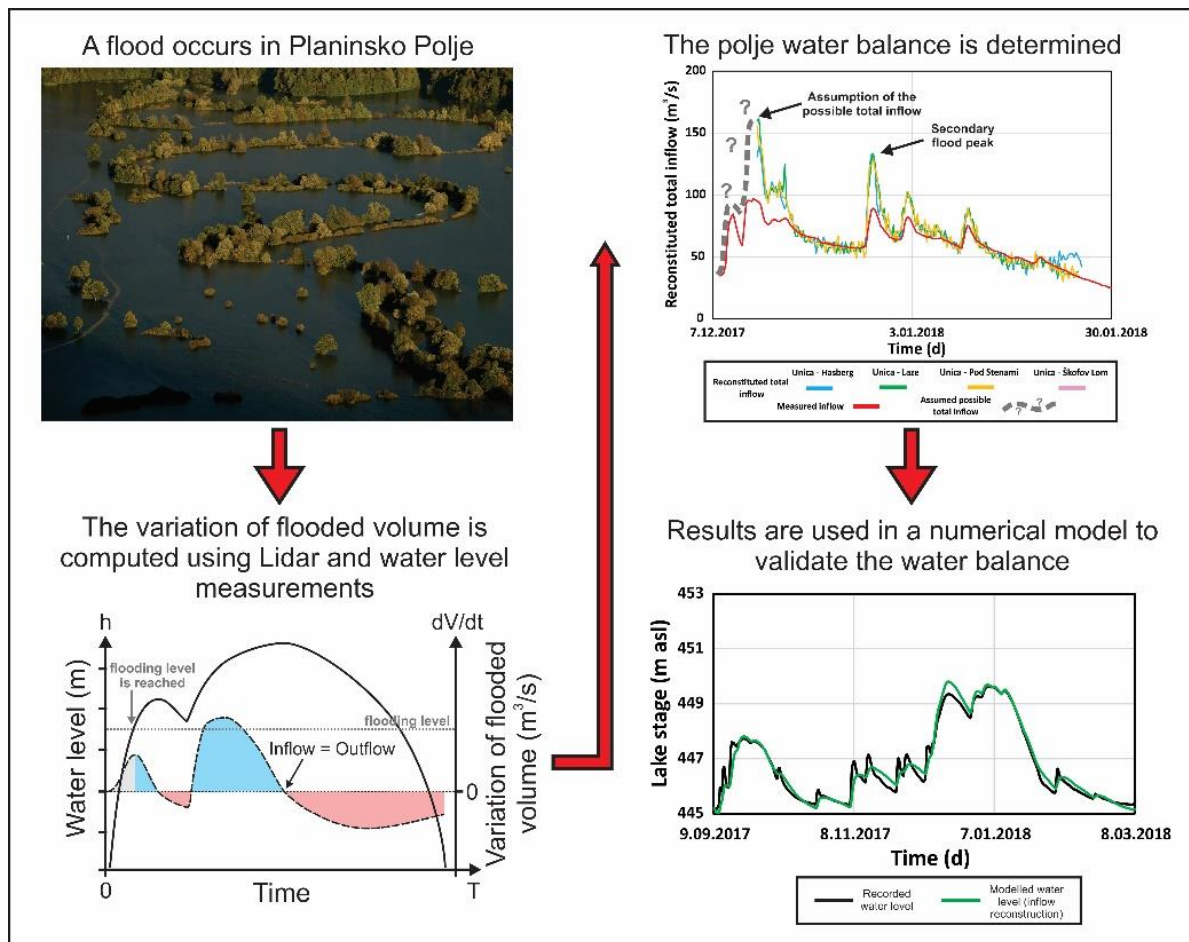 A flood occurs in Planinsko Polje
The variation of flooded volume is
computed using Lidar and water level
measurements
h
dV/dt
Water level (m)
flooding level
is reached
flooding level
Inflow = Outflow
0
Variation of flooded
volume (m³/s)
0
Time
T
The polje water balance is determined
Reconstituted total inflow (m³/s)
200
150
100
50
0
?
?
?
Assumption of the
possible total inflow
Secondary
flood peak
7.12.2017
3.01.2018
30.01.2018
Time (d)
Reconstituted total
inflow
Unica - Hasberg
Unica - Laze
Unica - Pod Stenami
Unica - Škofov Lom
Measured inflow
Assumed possible
total inflow
?
?
Results are used in a numerical model to
validate the water balance
Lake stage (m asl)
453
451
449
446
445
9.09.2017
8.11.2017
7.01.2018
8.03.2018
Time (d)
Recorded
water level
Modelled water
level (inflow
reconstruction)